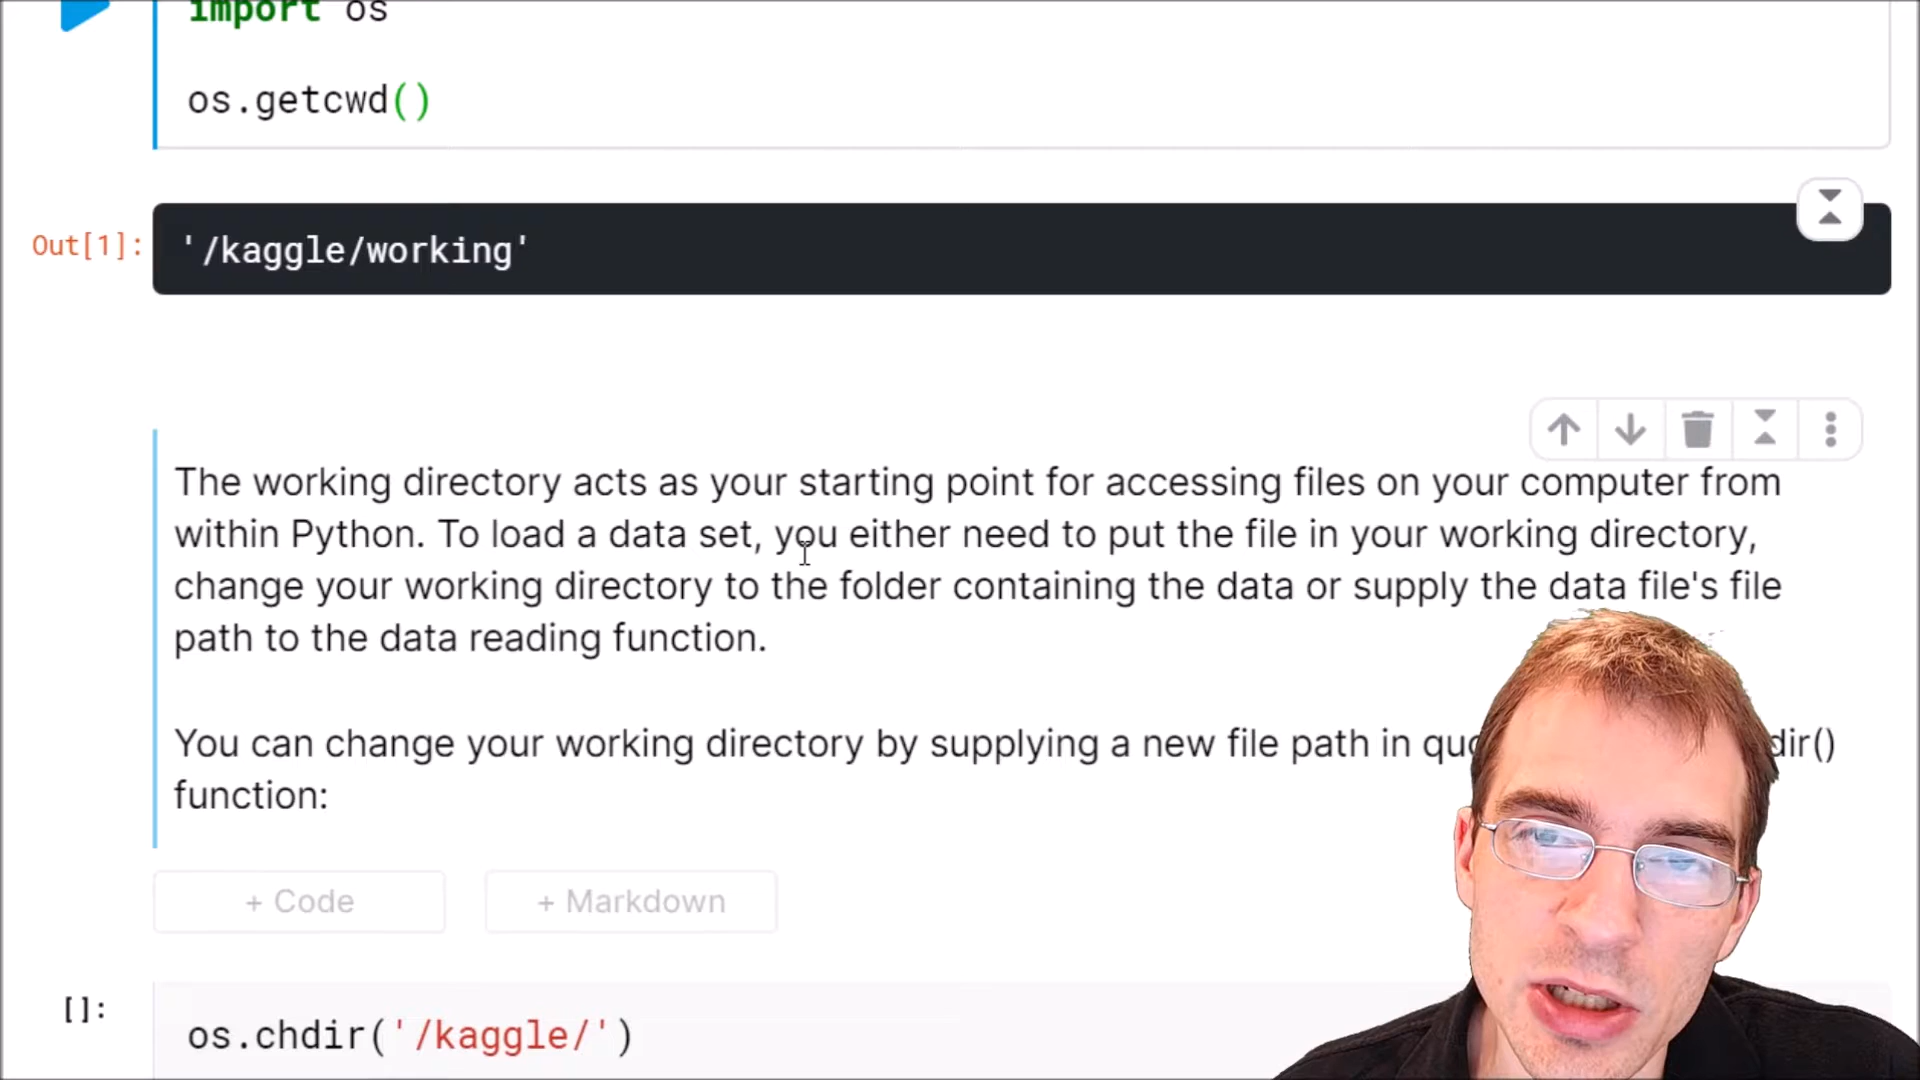 import os
os.getcwd()
Out[1]:
'/kaggle/working'
The working directory acts as your starting point for accessing files on your computer from
within Python. To load a data set, you either need to put the file in your working directory,
change your working directory to the folder containing the data or supply the data file's file
path to the data reading function.
You can change your working directory by supplying a new file path in dir()
function:
+ Code
+ Markdown
[]:
os.chdir('/kaggle/')